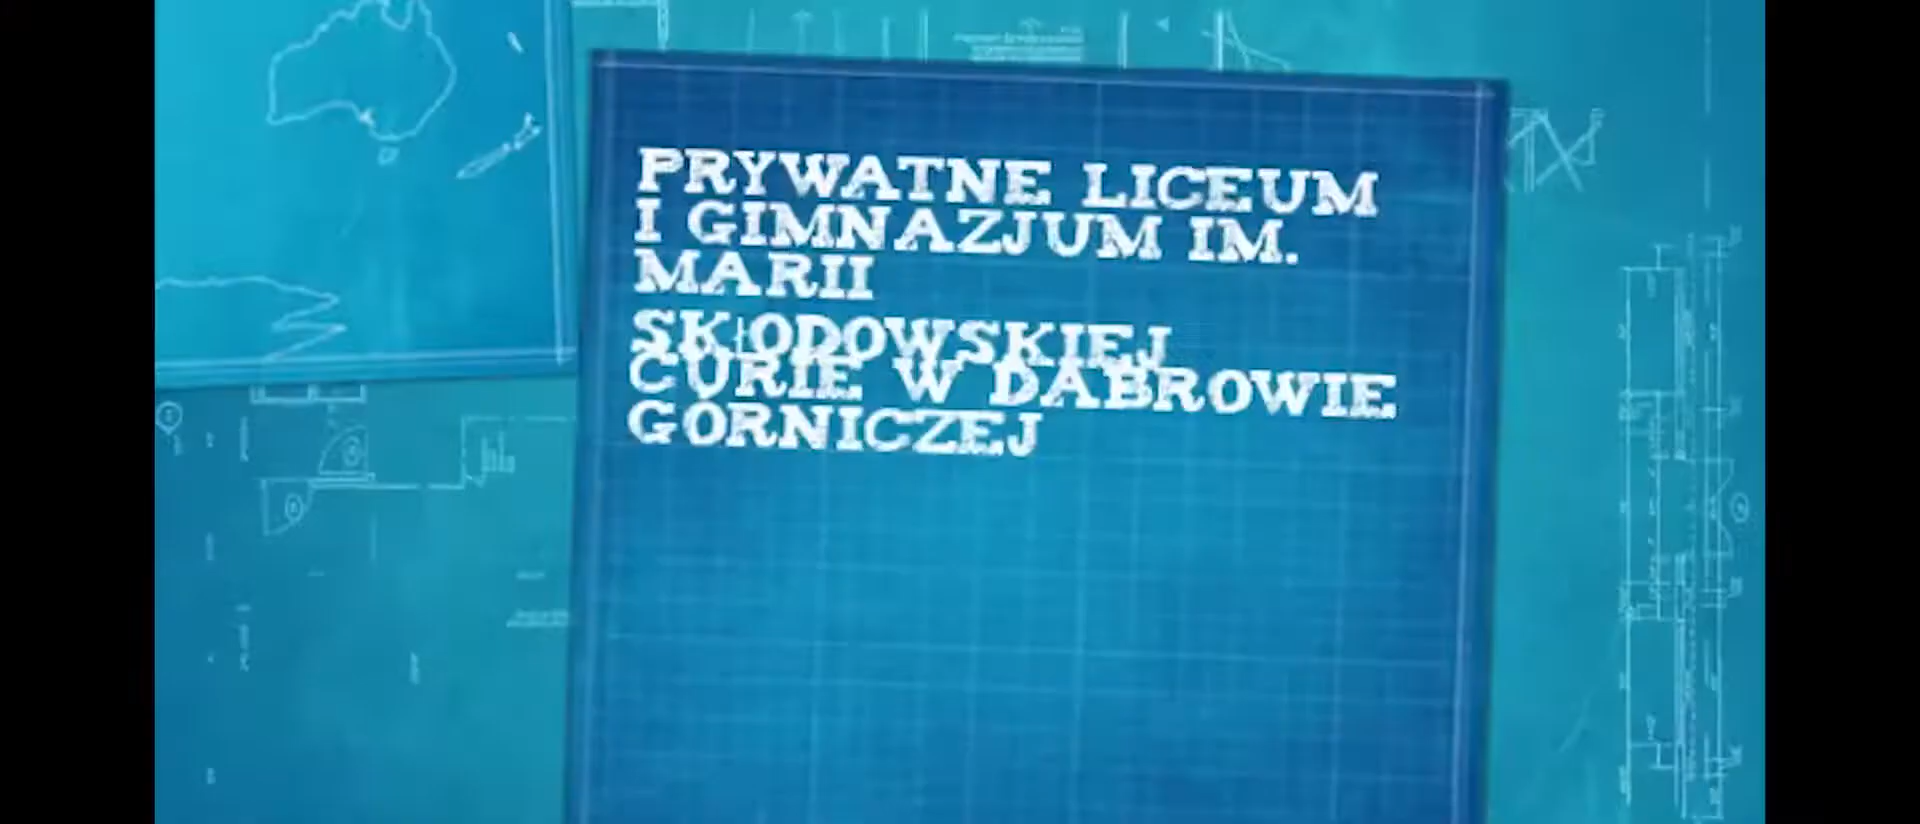 PRYWATNE LICEUM
I GIMNAZJUM IM.
MARII
SKŁODOWSKIEJ
CURIE W DABROWIE
GORNICZEJ